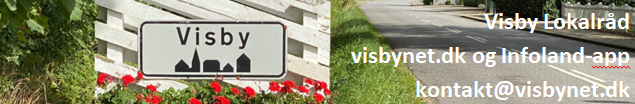 Visby
Visby Lokalråd
visbynet.dk og Infoland-app
kontakt@visbynet.dk